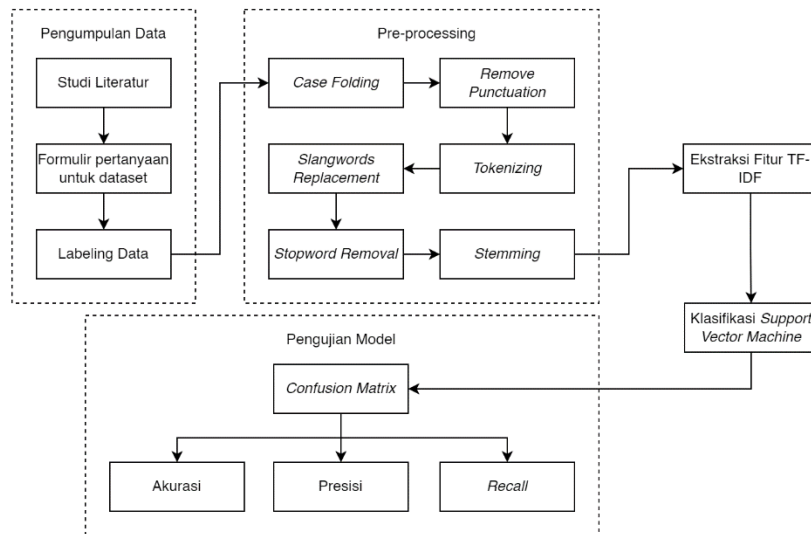 Pengumpulan Data
Studi Literatur
Formulir pertanyaan
untuk dataset
Labeling Data
Pre-processing
Case Folding
Remove
Punctuation
Slangwords
Replacement
Tokenizing
Stopword Removal
Stemming
Ekstraksi Fitur TF-
IDF
Klasifikasi Support
Vector Machine
Pengujian Model
Confusion Matrix
Akurasi
Presisi
Recall